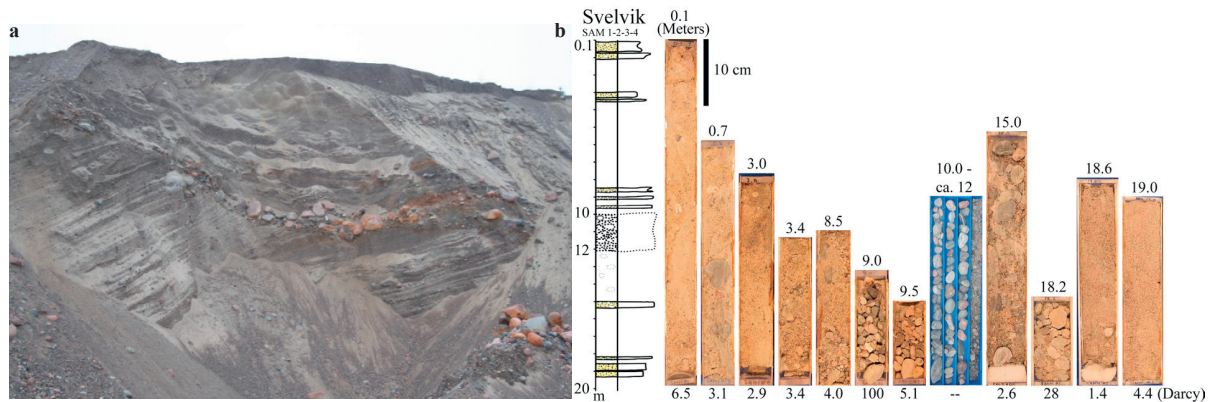 a
b
Svelvik
SAM 1-2-3-4
0.1
10
12
20
m
0.1
(Meters)
10 cm
0.7
3.0
3.4
8.5
9.0
9.5
10.0 -
ca. 12
15.0
18.2
18.6
19.0
6.5 3.1 2.9 3.4 4.0 100 5.1 -- 2.6 28 1.4 4.4 (Darcy)